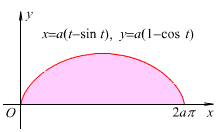 y
x=a(t−sin t), y=a(1−cos t)
O
2aπ
x